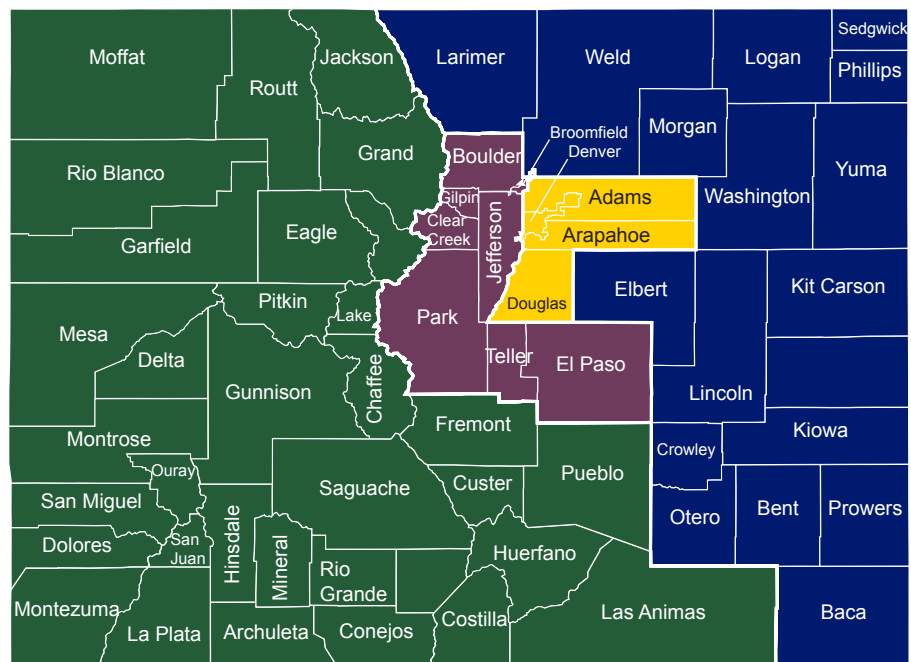 Sedgwick
Moffat
Jackson
Larimer
Weld
Logan
Phillips
Routt
Morgan
Broomfield
Denver
Grand
Boulder
Rio Blanco
Yuma
Washington
Gilpin
Adams
Clear
Creek
Jefferson
Eagle
Garfield
Arapahoe
Pitkin
Lake
Park
Douglas
Elbert
Kit Carson
Mesa
Delta
Teller
El Paso
Chaffee
Gunnison
Lincoln
Fremont
Montrose
Kiowa
Crowley
Ouray
Pueblo
Saguache
Custer
San Miguel
Otero
Bent
Prowers
Hinsdale
Dolores
San
Juan
Mineral
Huerfano
Rio
Grande
Montezuma
La Plata
Archuleta
Conejos
Costilla
Las Animas
Baca